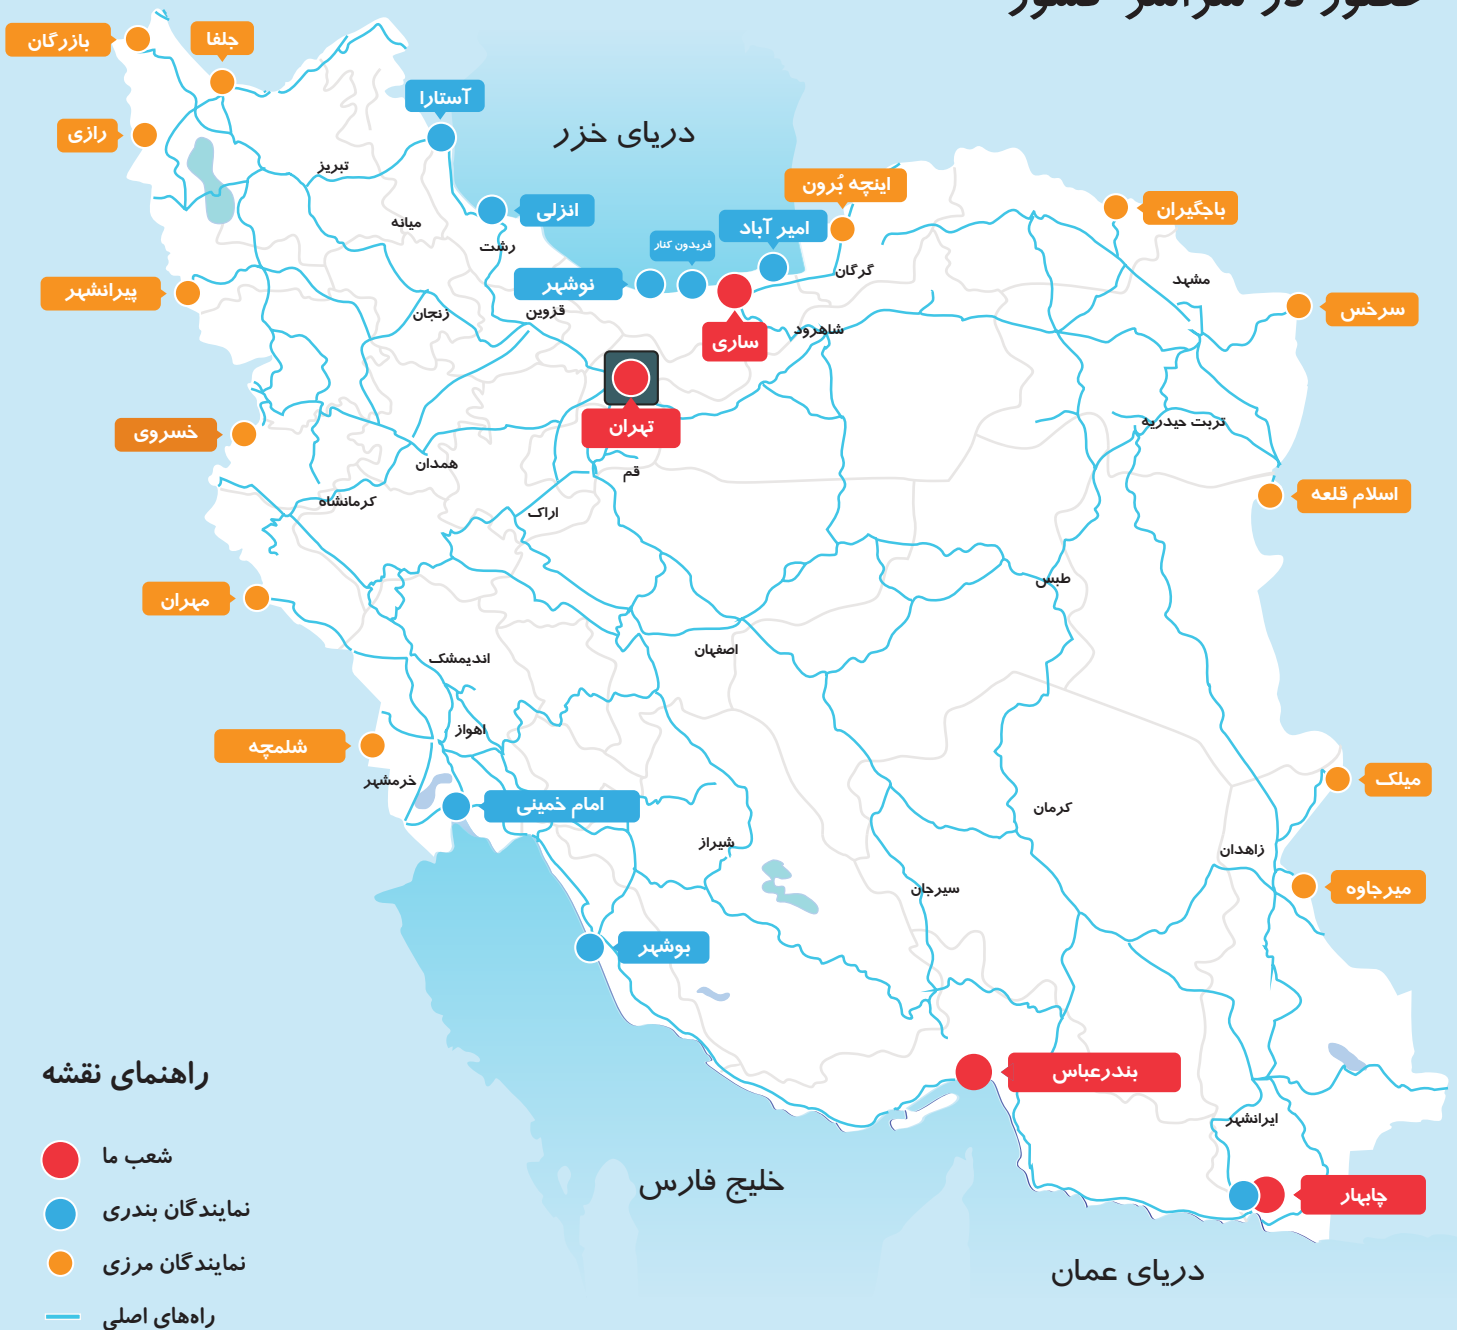 حضور در سراسر کشور
بازرگان
جلفا
آستارا
رازی
دریای خزر
تبریز
اینچه بُرون
باجگیران
انزلی
میانه
امیر آباد
رشت
فریدون کنار
گرگان
مشهد
نوشهر
پیرانشهر
سرخس
قزوین
زنجان
شاهرود
ساری
تهران
تربت حیدریه
خسروی
همدان
قم
اسلام قلعه
کرمانشاه
اراک
طبس
مهران
اصفهان
اندیمشک
اهواز
شلمچه
خرمشهر
میلک
امام خمینی
کرمان
شیراز
زاهدان
سیرجان
میرجاوه
بوشهر
بندرعباس
ایرانشهر
چابهار
خلیج فارس
دریای عمان
راهنمای نقشه
شعب ما
نمایندگان بندری
نمایندگان مرزی
راه‌های اصلی